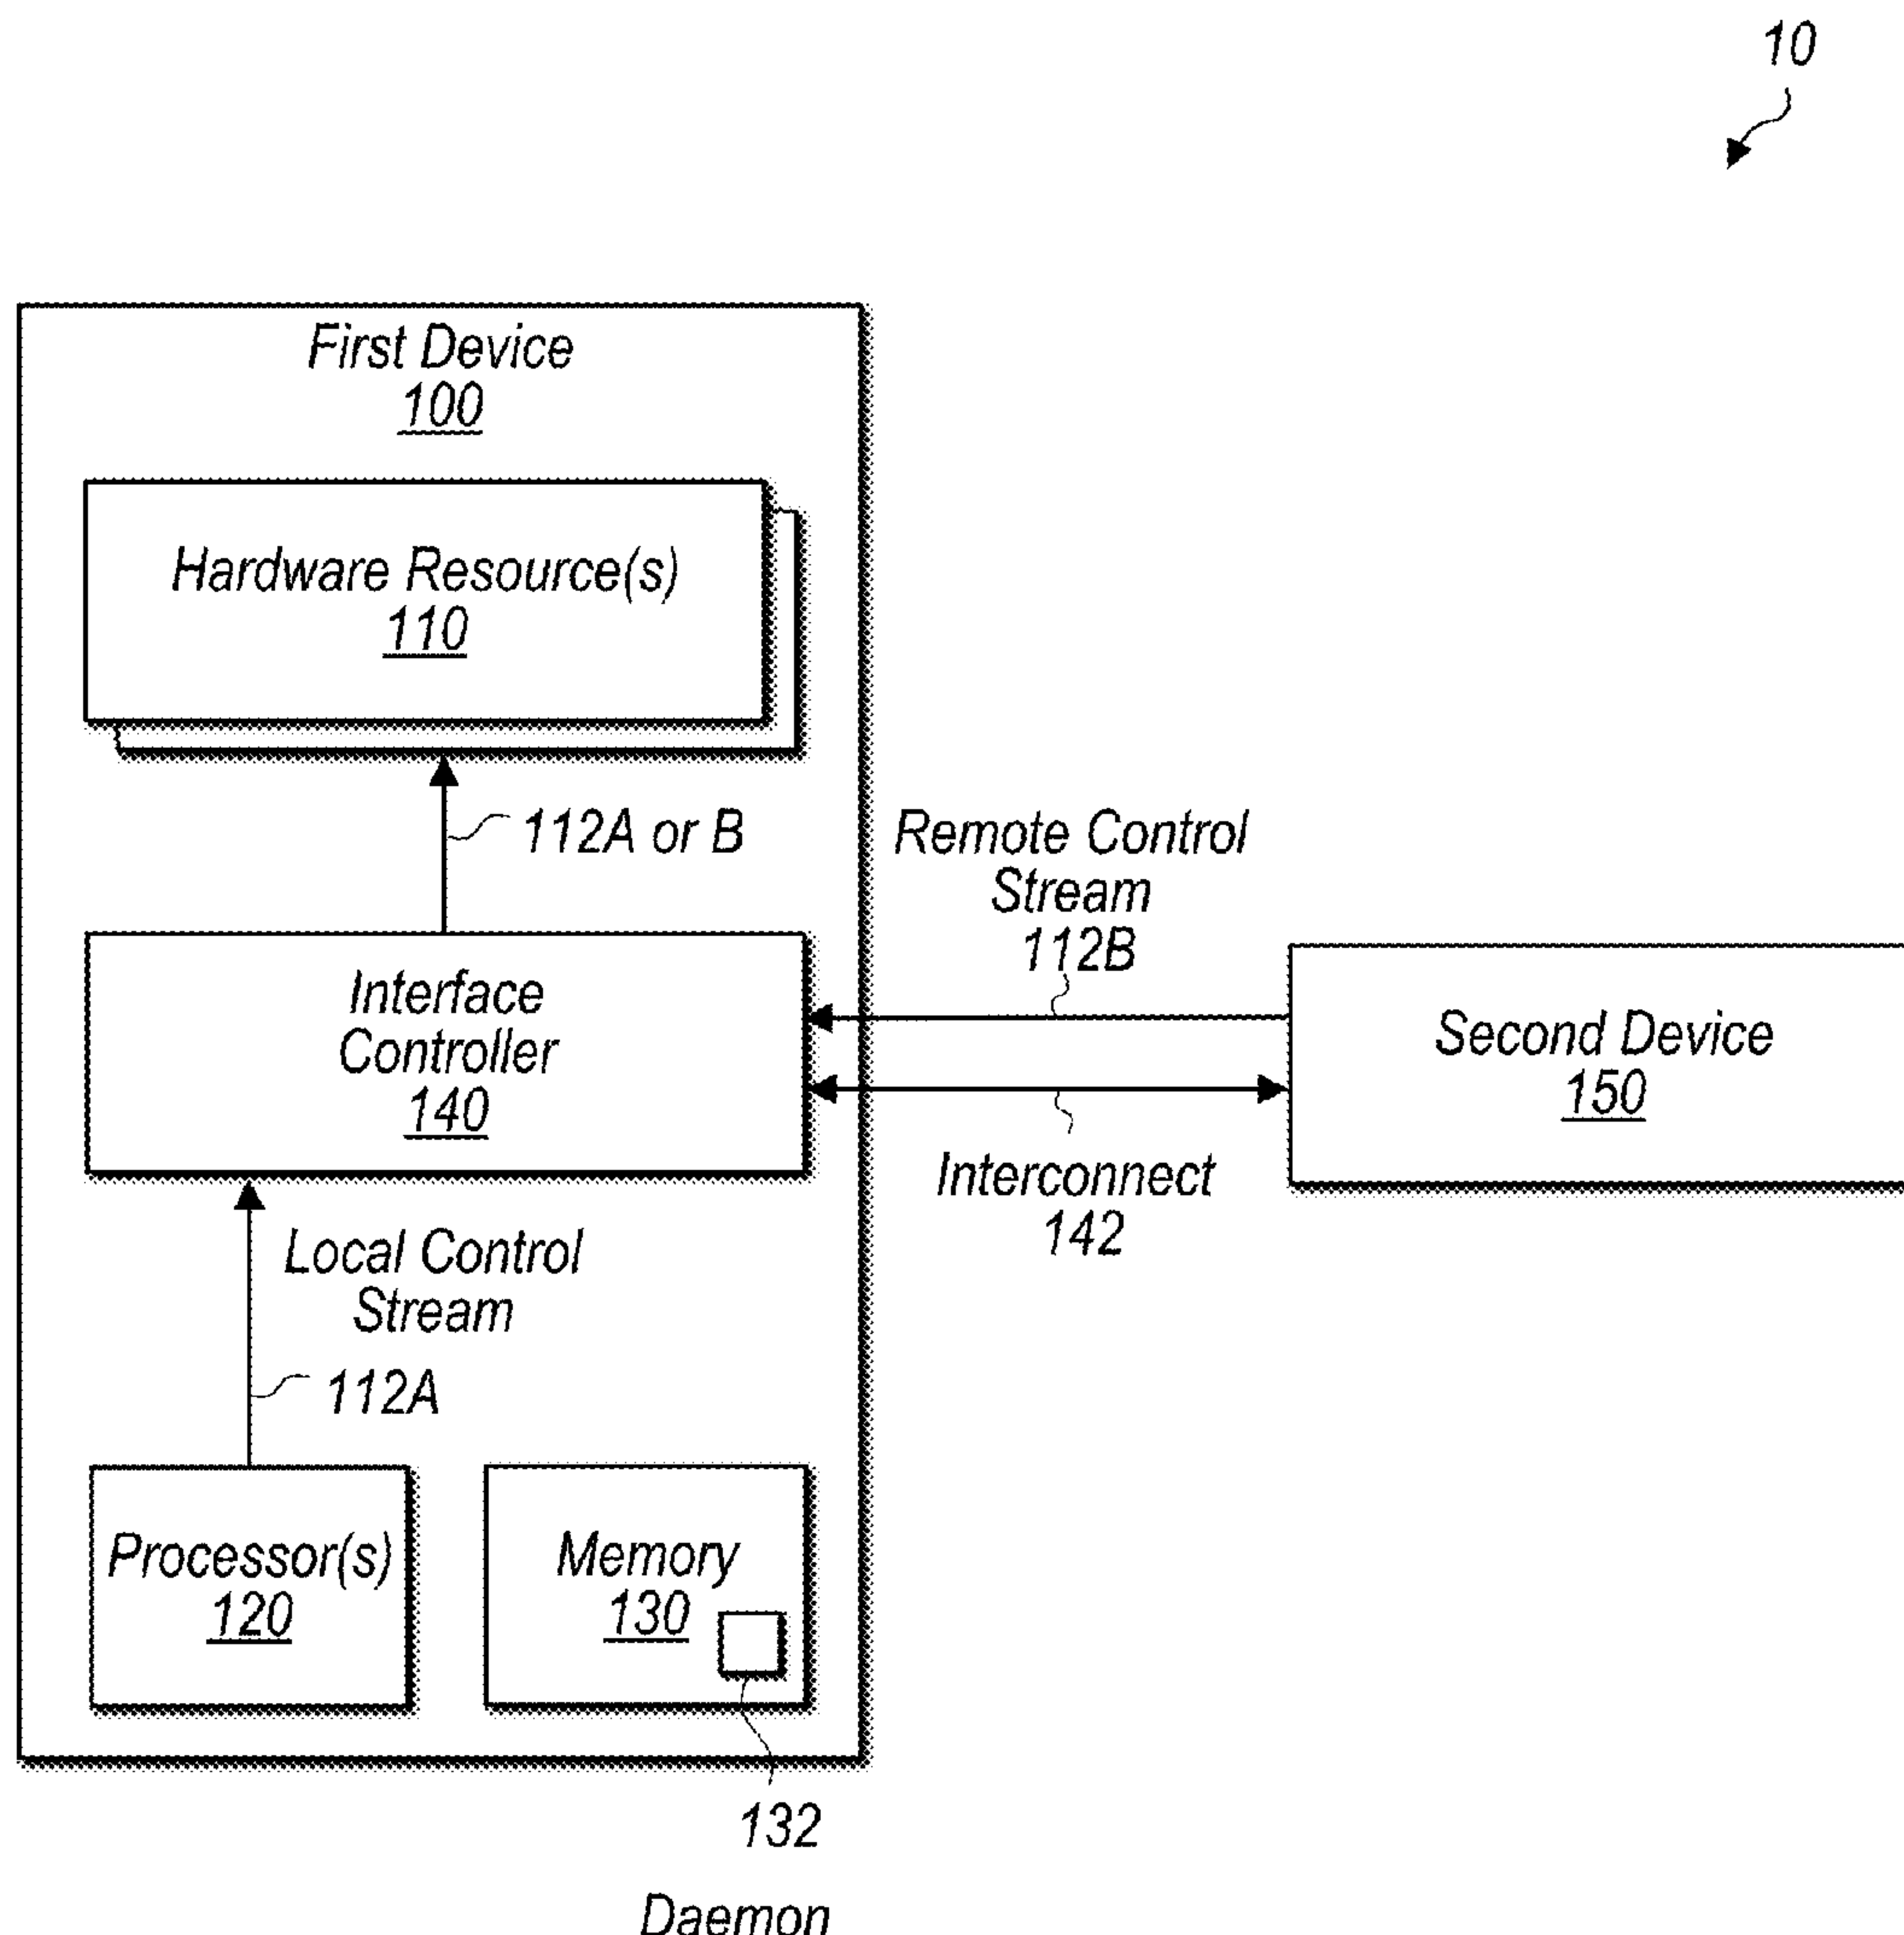 10
First Device
100
Hardware Resource(s)
110
112A or B
Remote Control
Stream
112B
Interface
Controller
140
Second Device
150
Interconnect
142
Local Control
Stream
112A
Processor(s)
120
Memory
130
132
Daemon